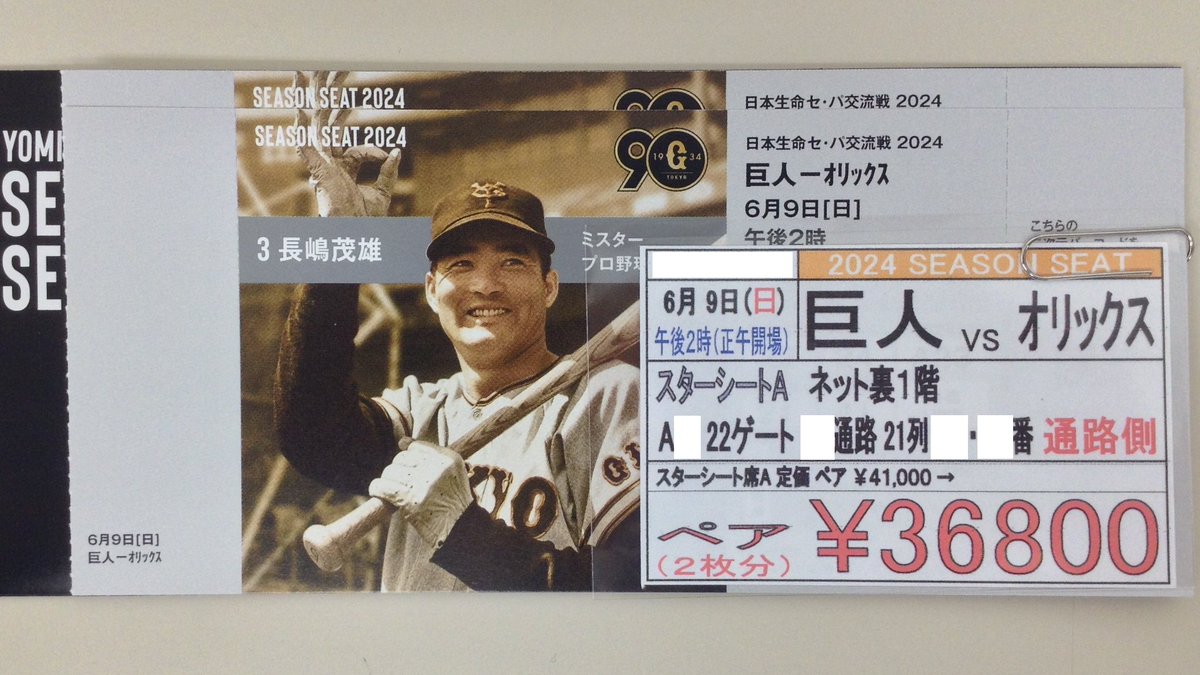 YOMI
SE
SE
SEASON SEAT 2024
SEASON SEAT 2024
90
19 G 34
TOKYO
3 長嶋茂雄
ミスター
プロ野球
日本生命セ・パ交流戦 2024
日本生命セ・パ交流戦 2024
巨人ーオリックス
6月9日[日]
午後2時
こちらの
6月9日[日]
巨人ーオリックス
2024 SEASON SEAT
6月 9日(日)
午後2時(正午開場)
巨人 VS オリックス
スターシートA ネット裏1階
A 22ゲート 通路 21列 ・ 番 通路側
スターシート席A 定価 ペア ¥41,000 →
ペア
(2枚分)
¥36800